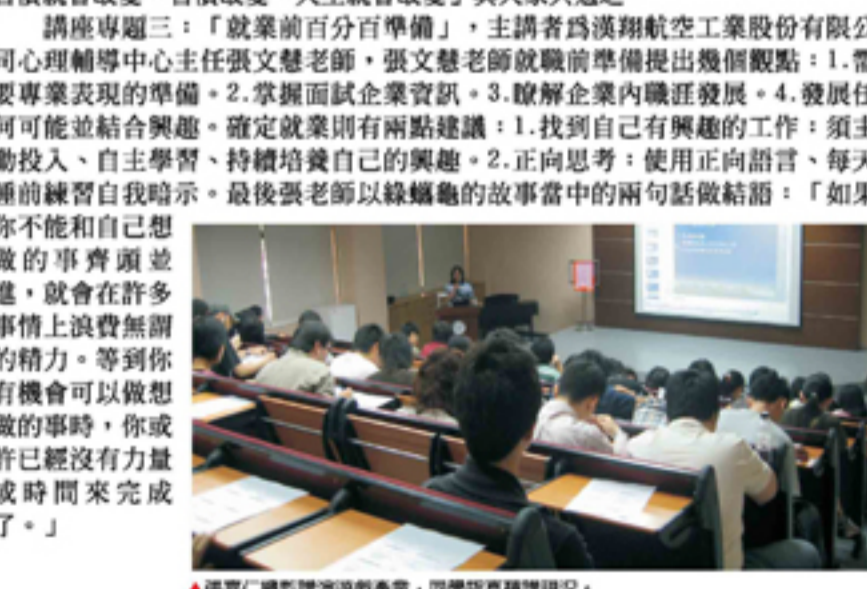 講座專題三：「就業前百分百準備」，主講者為漢翔航空工業股份有限公
司心理輔導中心主任張文慧老師，張文慧老師就職前準備提出幾個觀點：1.需
要專業表現的準備。2.掌握面試企業資訊。3.瞭解企業內職涯發展。4.發展任
何可能並結合興趣。確定就業則有兩點建議：1.找到自己有興趣的工作：須主
動投入、自主學習、持續培養自己的興趣。2.正向思考：使用正向語言、每天
睡前練習自我暗示。最後張老師以綠蠵龜的故事當中的兩句話做結語：「如果
你不能和自己想
做的事齊頭並
進，就會在許多
事情上浪費無謂
的精力。等到你
有機會可以做想
做的事時，你或
許已經沒有力量
或時間來完成
了。」